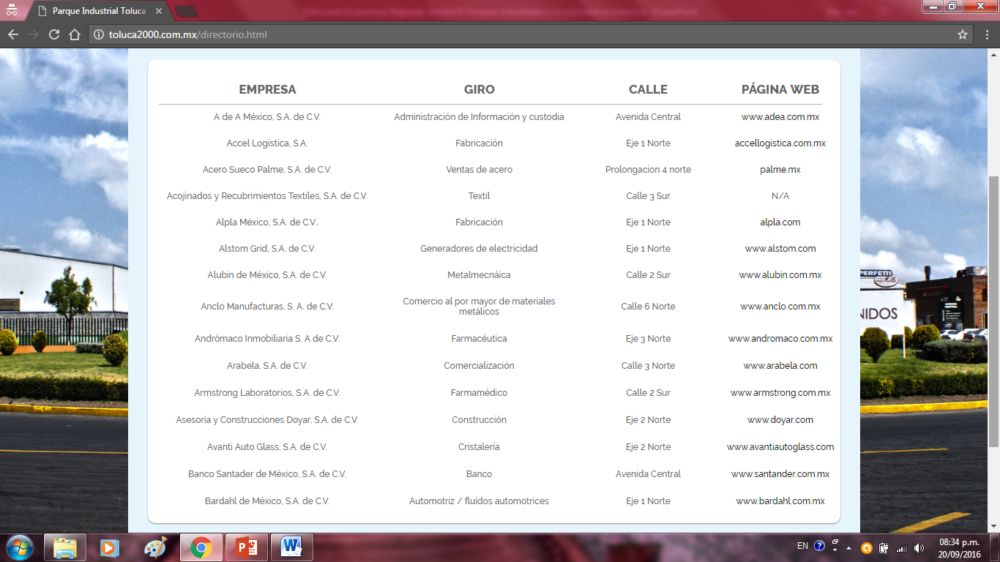 Parque Industrial Toluca
toluca2000.com.mx/directorio.html
EMPRESA GIRO CALLE PÁGINA WEB
A de A México, S.A. de C.V. Administración de Información y custodia Avenida Central www.adea.com.mx
Accel Logistica, S.A. Fabricación Eje 1 Norte accellogistica.com.mx
Acero Sueco Palme, S.A. de C.V. Ventas de acero Prolongacion 4 norte palme.mx
Acojinados y Recubrimientos Textiles, S.A. de C.V. Textil Calle 3 Sur N/A
Alpla México, S.A. de C.V.. Fabricación Eje 1 Norte alpla.com
Alstom Grid, S.A. de C.V. Generadores de electricidad Eje 1 Norte www.alstom.com
Alubin de México, S.A. de C.V. Metalmecnáica Calle 2 Sur www.alubin.com.mx
PERFETTI
van Melle
Anclo Manufacturas, S. A. de C.V. Comercio al por mayor de materiales metálicos Calle 6 Norte www.anclo.com.mx
NIDOS
AVENIDA
CENTRAL
Andrómaco Inmobiliaria S. A de C.V. Farmacéutica Eje 3 Norte www.andromaco.com.mx
Arabela, S.A. de C.V. Comercialización Calle 3 Norte www.arabela.com
Armstrong Laboratorios, S.A. de C.V. Farmamédico Calle 2 Sur www.armstrong.com.mx
Asesoría y Construcciones Doyar, S.A. de C.V. Construcción Eje 2 Norte www.doyar.com
Avanti Auto Glass, S.A. de C.V. Cristalería Eje 2 Norte www.avantiautoglass.com
Banco Santader de México, S.A. de C.V. Banco Avenida Central www.santander.com.mx
Bardahl de México, S.A. de C.V. Automotriz / fluídos automotrices Eje 1 Norte www.bardahl.com.mx
EN 08:34 p.m.
20/09/2016